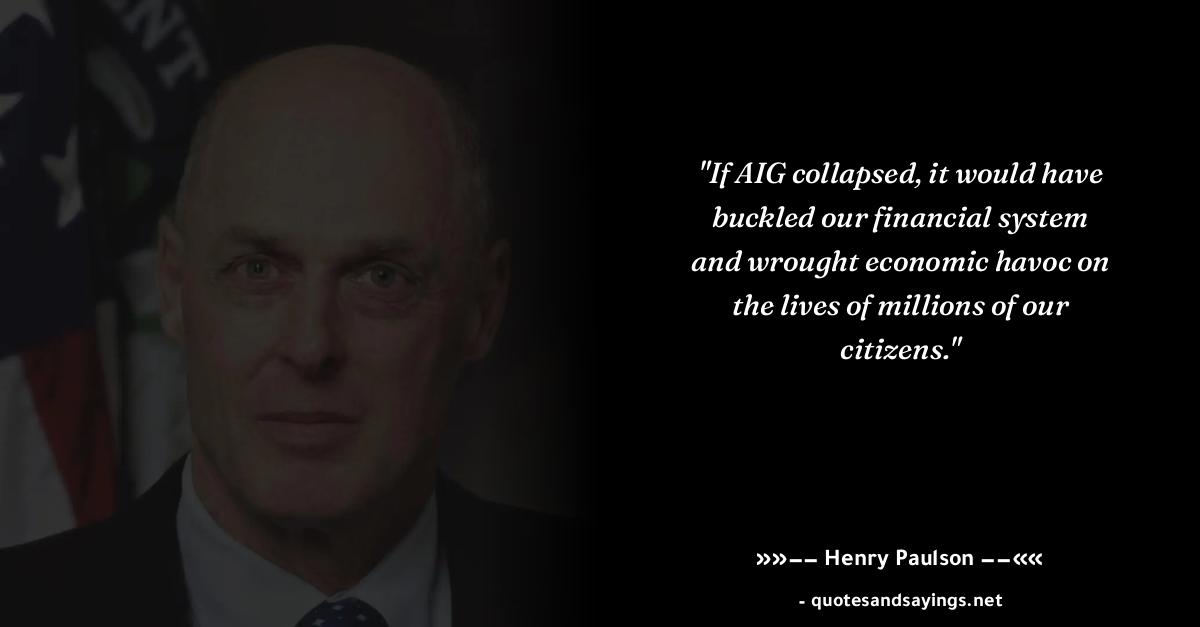 NT
"If AIG collapsed, it would have
buckled our financial system
and wrought economic havoc on
the lives of millions of our
citizens."
»»−− Henry Paulson −−««
- quotesandsayings.net